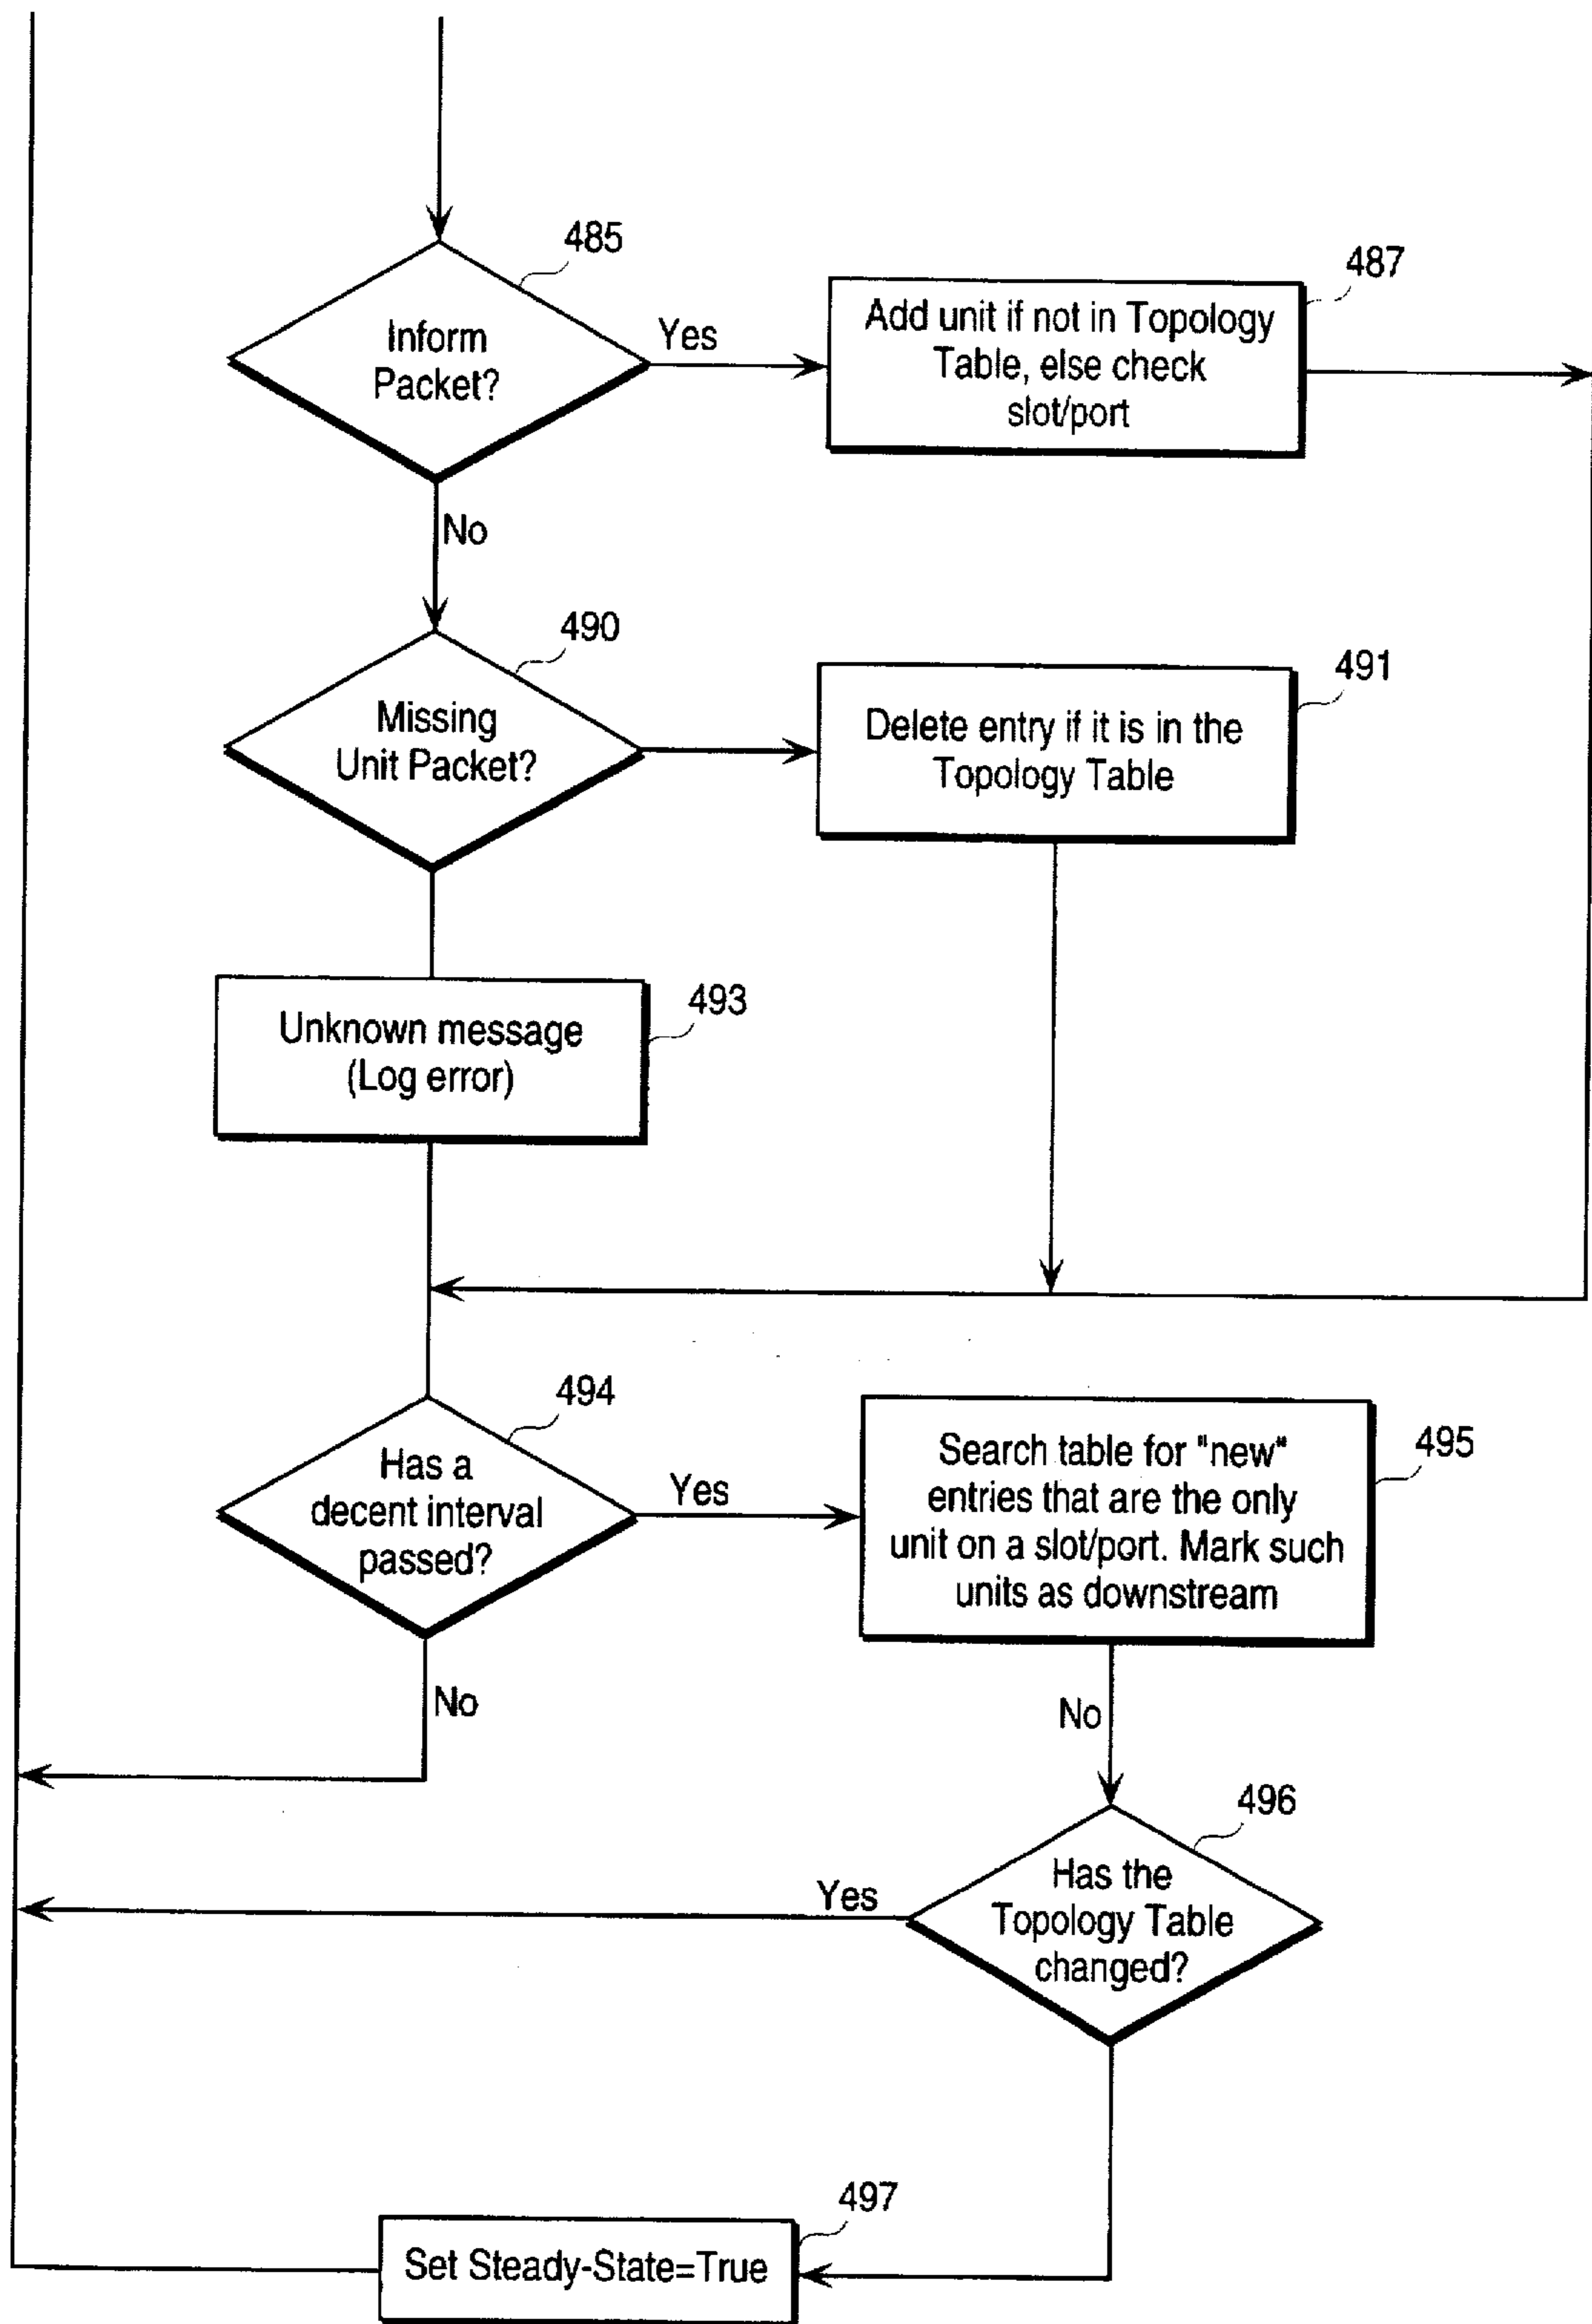 485
Inform
Packet?
Yes
487
Add unit if not in Topology
Table, else check
slot/port
No
490
Missing
Unit Packet?
491
Delete entry if it is in the
Topology Table
493
Unknown message
(Log error)
494
Has a
decent interval
passed?
Yes
495
Search table for "new"
entries that are the only
unit on a slot/port. Mark such
units as downstream
No
No
496
Has the
Topology Table
changed?
Yes
497
Set Steady-State=True